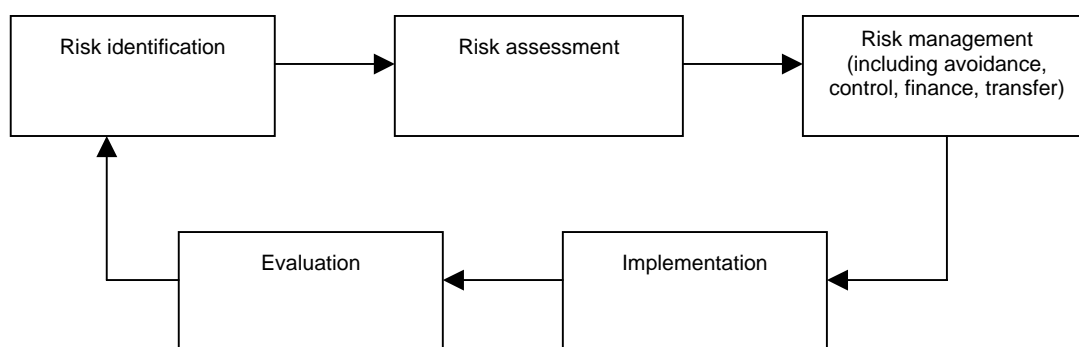 Risk identification
Risk assessment
Risk management
(including avoidance,
control, finance, transfer)
Evaluation
Implementation